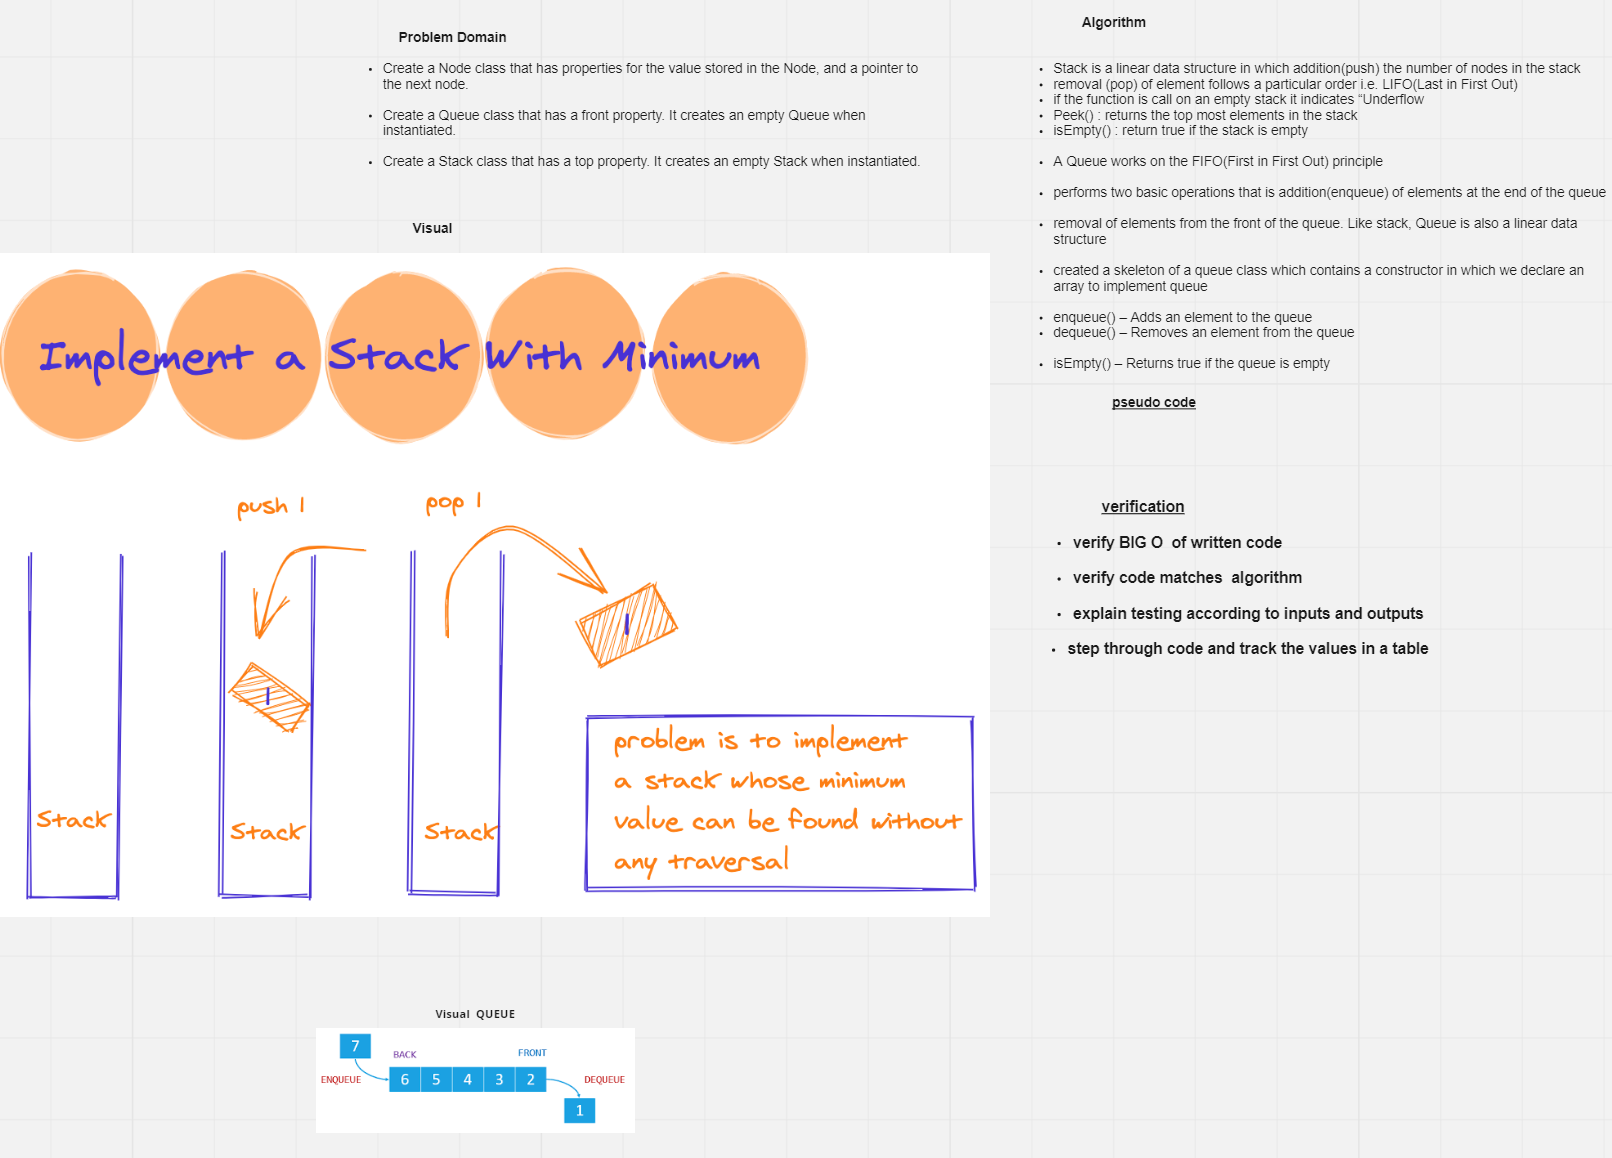 Problem Domain
• Create a Node class that has properties for the value stored in the Node, and a pointer to
the next node.
• Create a Queue class that has a front property. It creates an empty Queue when
instantiated.
• Create a Stack class that has a top property. It creates an empty Stack when instantiated.
Visual
Implement a Stack With Minimum
push 1
pop 1
1
1
Stack
Stack
Stack
problem is to implement
a stack whose minimum
value can be found without
any traversal
Visual QUEUE
7
BACK
FRONT
ENQUEUE
6 5 4 3 2
DEQUEUE
1
Algorithm
• Stack is a linear data structure in which addition(push) the number of nodes in the stack
• removal (pop) of element follows a particular order i.e. LIFO(Last in First Out)
• if the function is call on an empty stack it indicates “Underflow
• Peek() : returns the top most elements in the stack
• isEmpty() : return true if the stack is empty
• A Queue works on the FIFO(First in First Out) principle
• performs two basic operations that is addition(enqueue) of elements at the end of the queue
• removal of elements from the front of the queue. Like stack, Queue is also a linear data
structure
• created a skeleton of a queue class which contains a constructor in which we declare an
array to implement queue
• enqueue() – Adds an element to the queue
• dequeue() – Removes an element from the queue
• isEmpty() – Returns true if the queue is empty
pseudo code
verification
• verify BIG O of written code
• verify code matches algorithm
• explain testing according to inputs and outputs
• step through code and track the values in a table